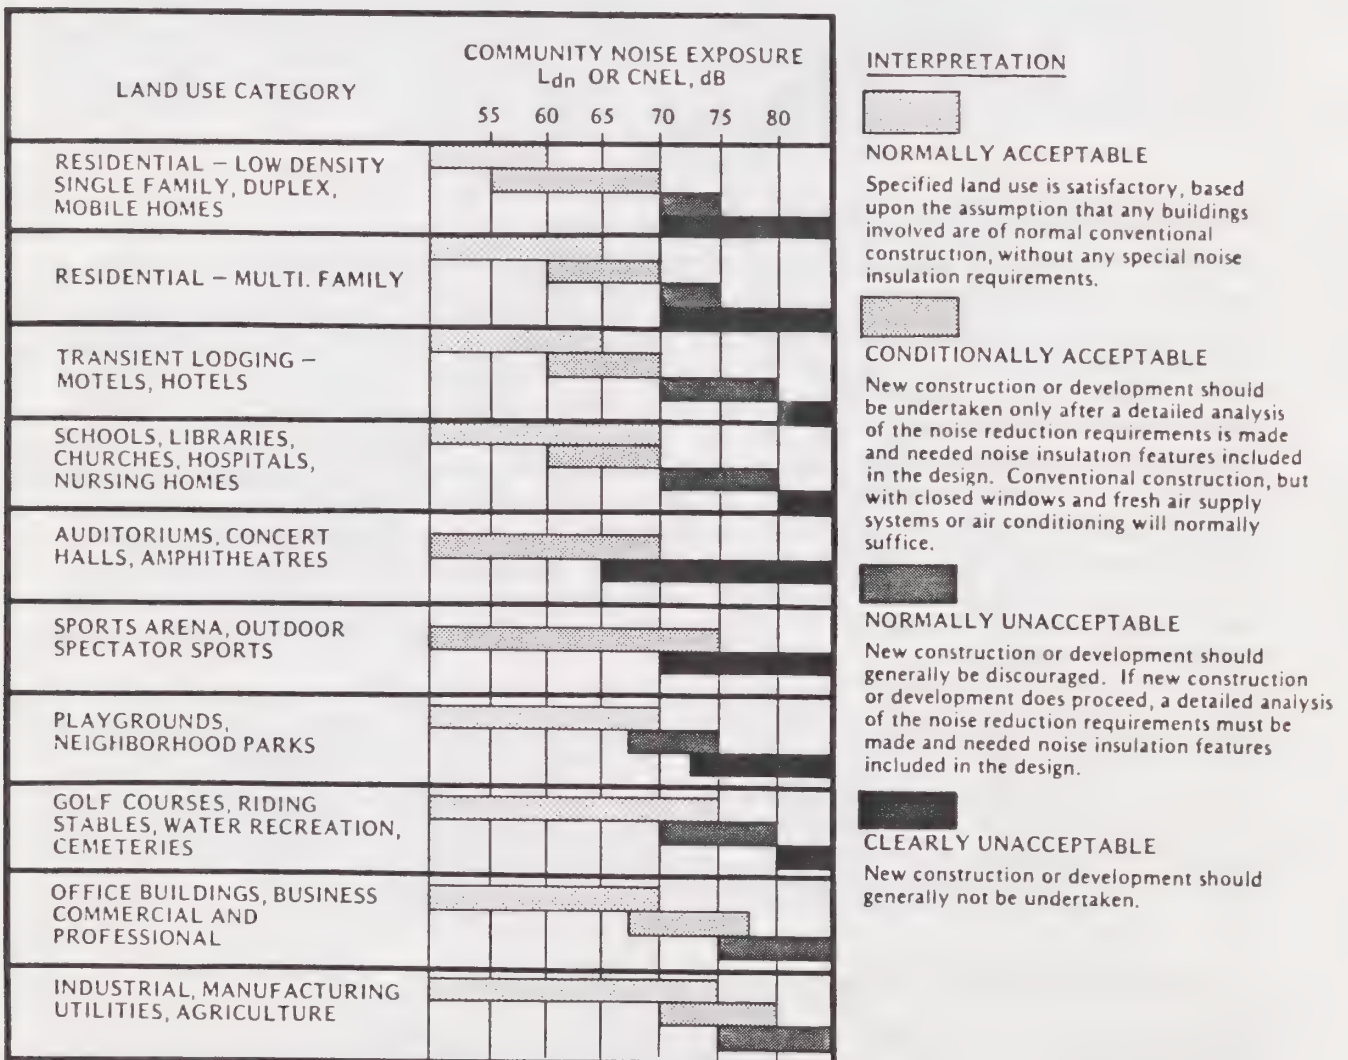 LAND USE CATEGORY
COMMUNITY NOISE EXPOSURE
Ldn OR CNEL, dB
55 60 65 70 75 80
RESIDENTIAL – LOW DENSITY
SINGLE FAMILY, DUPLEX,
MOBILE HOMES
RESIDENTIAL – MULTI. FAMILY
TRANSIENT LODGING –
MOTELS, HOTELS
SCHOOLS, LIBRARIES,
CHURCHES, HOSPITALS,
NURSING HOMES
AUDITORIUMS, CONCERT
HALLS, AMPHITHEATRES
SPORTS ARENA, OUTDOOR
SPECTATOR SPORTS
PLAYGROUNDS,
NEIGHBORHOOD PARKS
GOLF COURSES, RIDING
STABLES, WATER RECREATION,
CEMETERIES
OFFICE BUILDINGS, BUSINESS
COMMERCIAL AND
PROFESSIONAL
INDUSTRIAL, MANUFACTURING
UTILITIES, AGRICULTURE
INTERPRETATION
NORMALLY ACCEPTABLE
Specified land use is satisfactory, based
upon the assumption that any buildings
involved are of normal conventional
construction, without any special noise
insulation requirements.
CONDITIONALLY ACCEPTABLE
New construction or development should
be undertaken only after a detailed analysis
of the noise reduction requirements is made
and needed noise insulation features included
in the design. Conventional construction, but
with closed windows and fresh air supply
systems or air conditioning will normally
suffice.
NORMALLY UNACCEPTABLE
New construction or development should
generally be discouraged. If new construction
or development does proceed, a detailed analysis
of the noise reduction requirements must be
made and needed noise insulation features
included in the design.
CLEARLY UNACCEPTABLE
New construction or development should
generally not be undertaken.